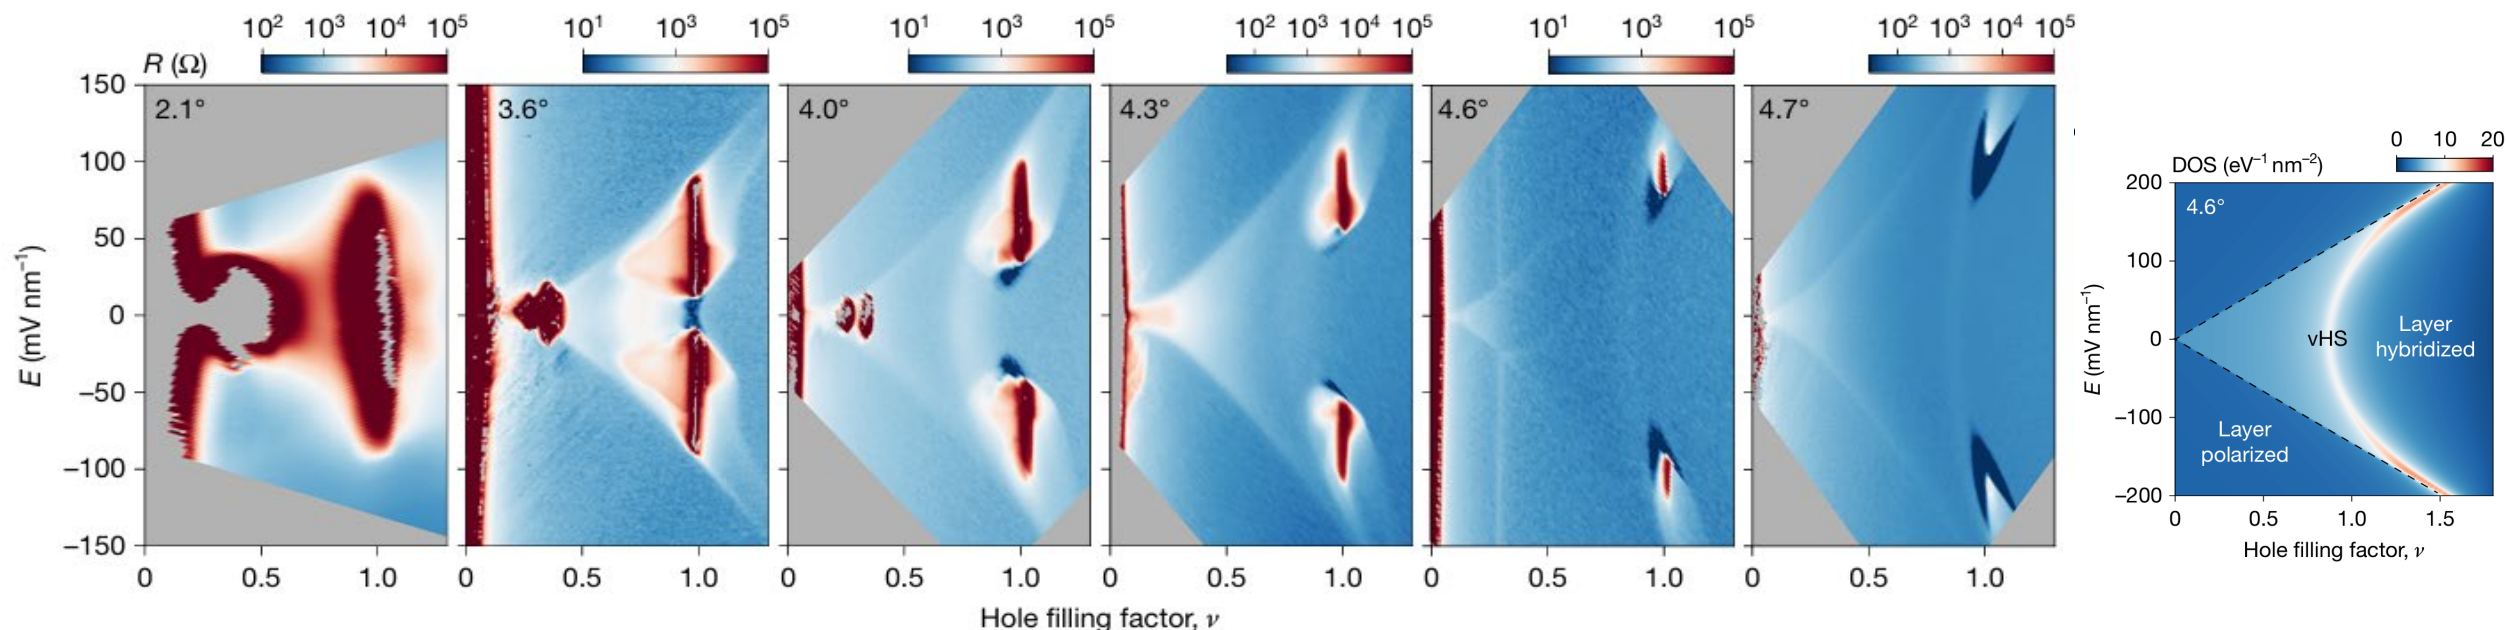 10² 10³ 10⁴ 10⁵
10¹ 10³ 10⁵
10¹ 10³ 10⁵
10² 10³ 10⁴ 10⁵
10¹ 10³ 10⁵
10² 10³ 10⁴ 10⁵
R (Ω)
2.1°
3.6°
4.0°
4.3°
4.6°
4.7°
E (mV nm⁻¹)
150
100
50
0
−50
−100
−150
0 0.5 1.0
0 0.5 1.0
0 0.5 1.0
0 0.5 1.0
0 0.5 1.0
0 0.5 1.0
Hole filling factor, ν
0 10 20
DOS (eV⁻¹ nm⁻²)
4.6°
E (mV nm⁻¹)
200
100
0
−100
−200
vHS
Layer
hybridized
Layer
polarized
0 0.5 1.0 1.5
Hole filling factor, ν